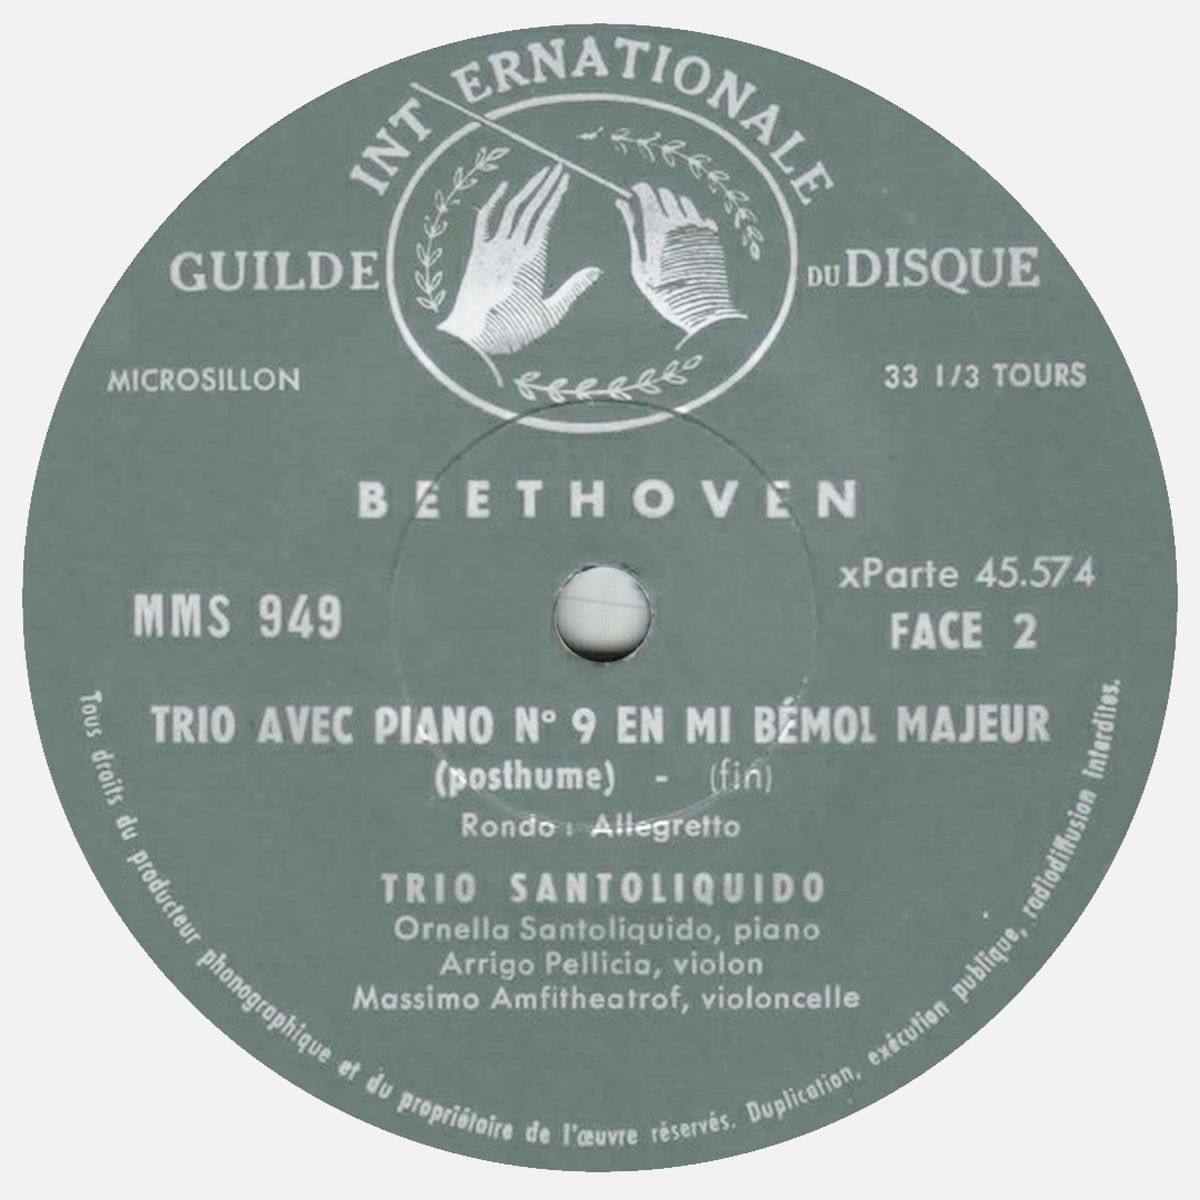 INTERNATIONALE
GUILDE DU DISQUE
MICROSILLON
33 1/3 TOURS
BEETHOVEN
xParte 45.574
MMS 949
FACE 2
TRIO AVEC PIANO Nº 9 EN MI BÉMOL MAJEUR
(posthume) - (fin)
Rondo : Allegretto
TRIO SANTOLIQUIDO
Ornella Santoliquido, piano
Arrigo Pellicia, violon
Massimo Amfitheatrof, violoncelle
Tous droits du producteur phonographique et du propriétaire de l'œuvre réservés. Duplication, exécution publique, radiodiffusion interdites.